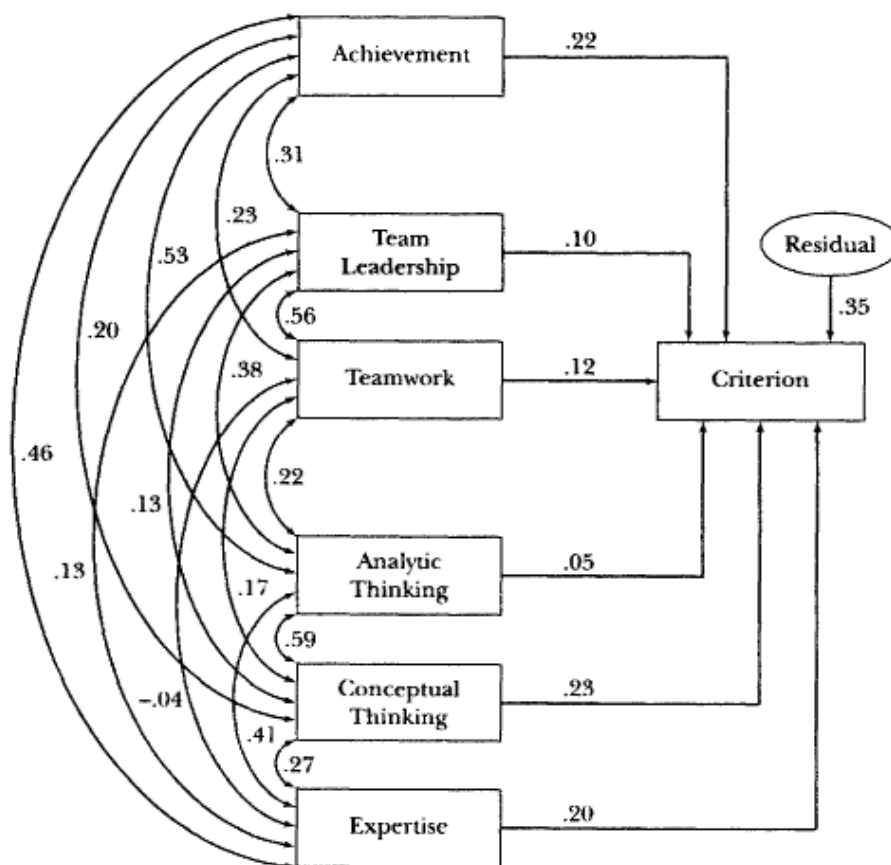 Achievement
.22
.31
.23
Team
Leadership
.10
Residual
.53
.56
.35
.20
.38
Teamwork
.12
Criterion
.46
.22
.13
.13
Analytic
Thinking
.05
.17
.59
Conceptual
Thinking
.23
-.04
.41
.27
Expertise
.20